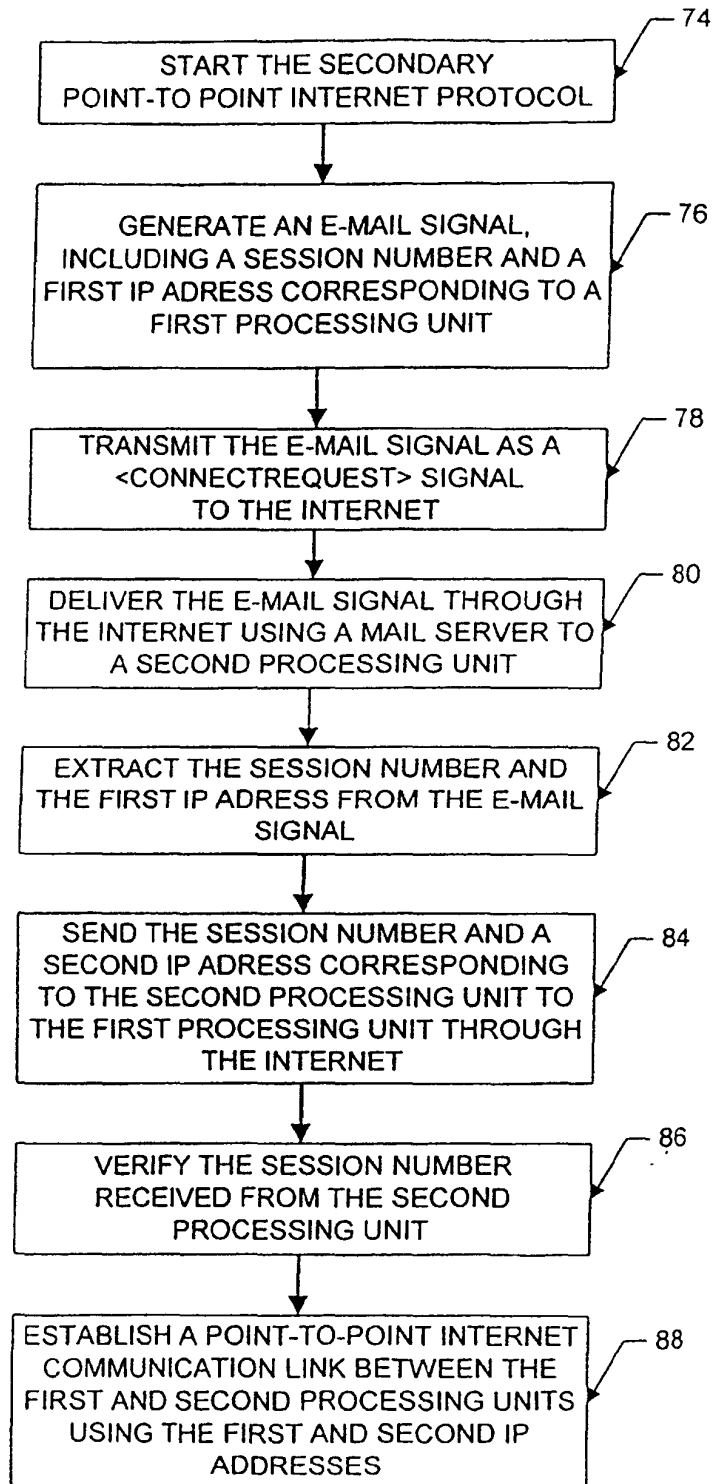 74
START THE SECONDARY
POINT-TO POINT INTERNET PROTOCOL
76
GENERATE AN E-MAIL SIGNAL,
INCLUDING A SESSION NUMBER AND A
FIRST IP ADRESS CORRESPONDING TO A
FIRST PROCESSING UNIT
78
TRANSMIT THE E-MAIL SIGNAL AS A
<CONNECTREQUEST> SIGNAL
TO THE INTERNET
80
DELIVER THE E-MAIL SIGNAL THROUGH
THE INTERNET USING A MAIL SERVER TO
A SECOND PROCESSING UNIT
82
EXTRACT THE SESSION NUMBER AND
THE FIRST IP ADRESS FROM THE E-MAIL
SIGNAL
84
SEND THE SESSION NUMBER AND A
SECOND IP ADRESS CORRESPONDING
TO THE SECOND PROCESSING UNIT TO
THE FIRST PROCESSING UNIT THROUGH
THE INTERNET
86
VERIFY THE SESSION NUMBER
RECEIVED FROM THE SECOND
PROCESSING UNIT
88
ESTABLISH A POINT-TO-POINT INTERNET
COMMUNICATION LINK BETWEEN THE
FIRST AND SECOND PROCESSING UNITS
USING THE FIRST AND SECOND IP
ADDRESSES